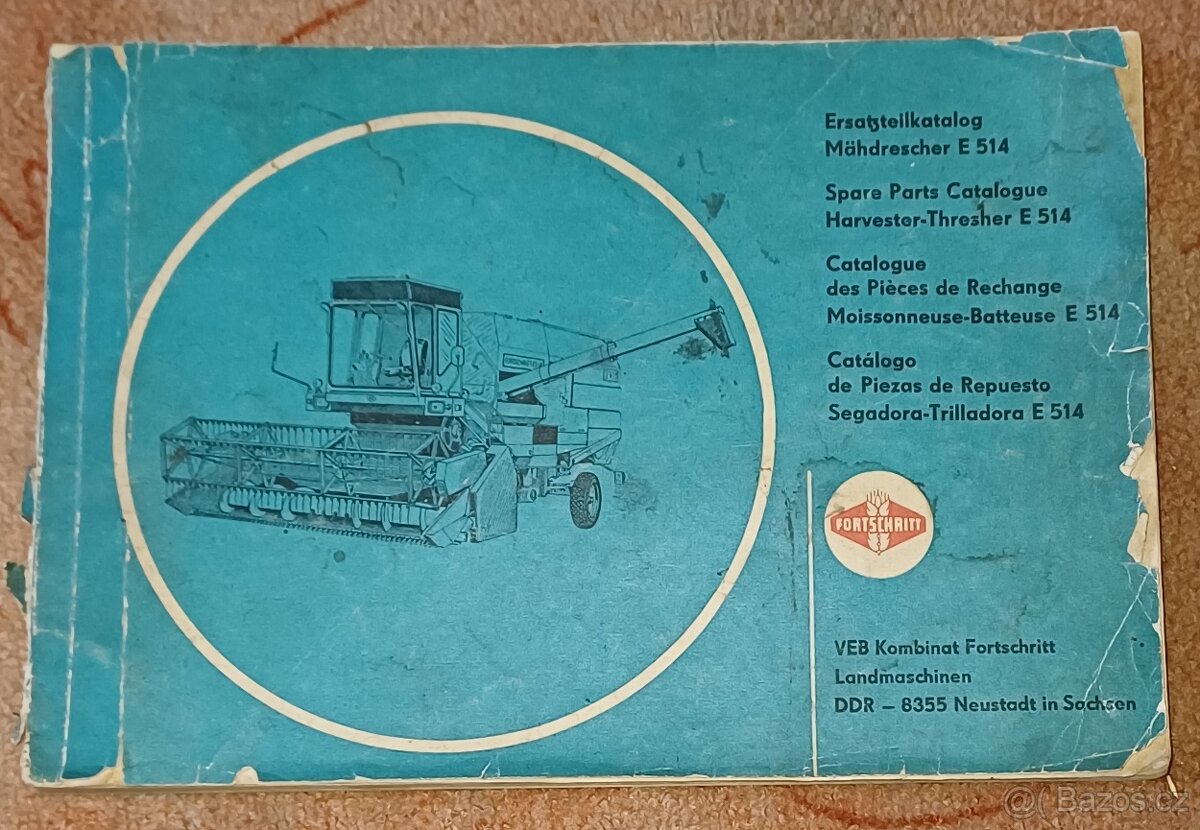 Ersatzteilkatalog
Mähdrescher E 514
Spare Parts Catalogue
Harvester-Thresher E 514
Catalogue
des Pièces de Rechange
Moissonneuse-Batteuse E 514
Catálogo
de Piezas de Repuesto
Segadora-Trilladora E 514
FORTSCHRITT
VEB Kombinat Fortschritt
Landmaschinen
DDR – 8355 Neustadt in Sachsen
@( Bazos.cz